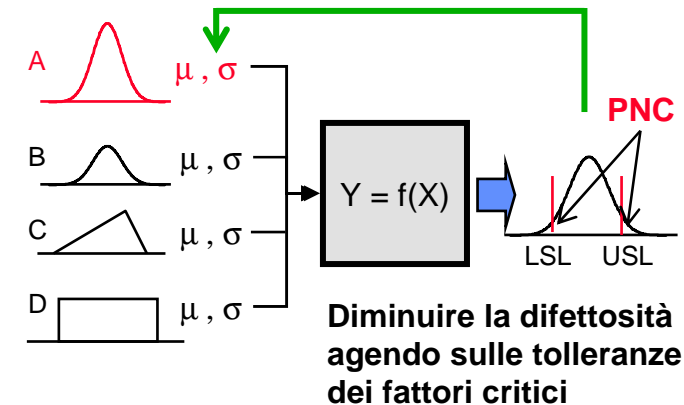 A
μ , σ
PNC
B
μ , σ
Y = f(X)
C
μ , σ
LSL USL
D
μ , σ
Diminuire la difettosità
agendo sulle tolleranze
dei fattori critici